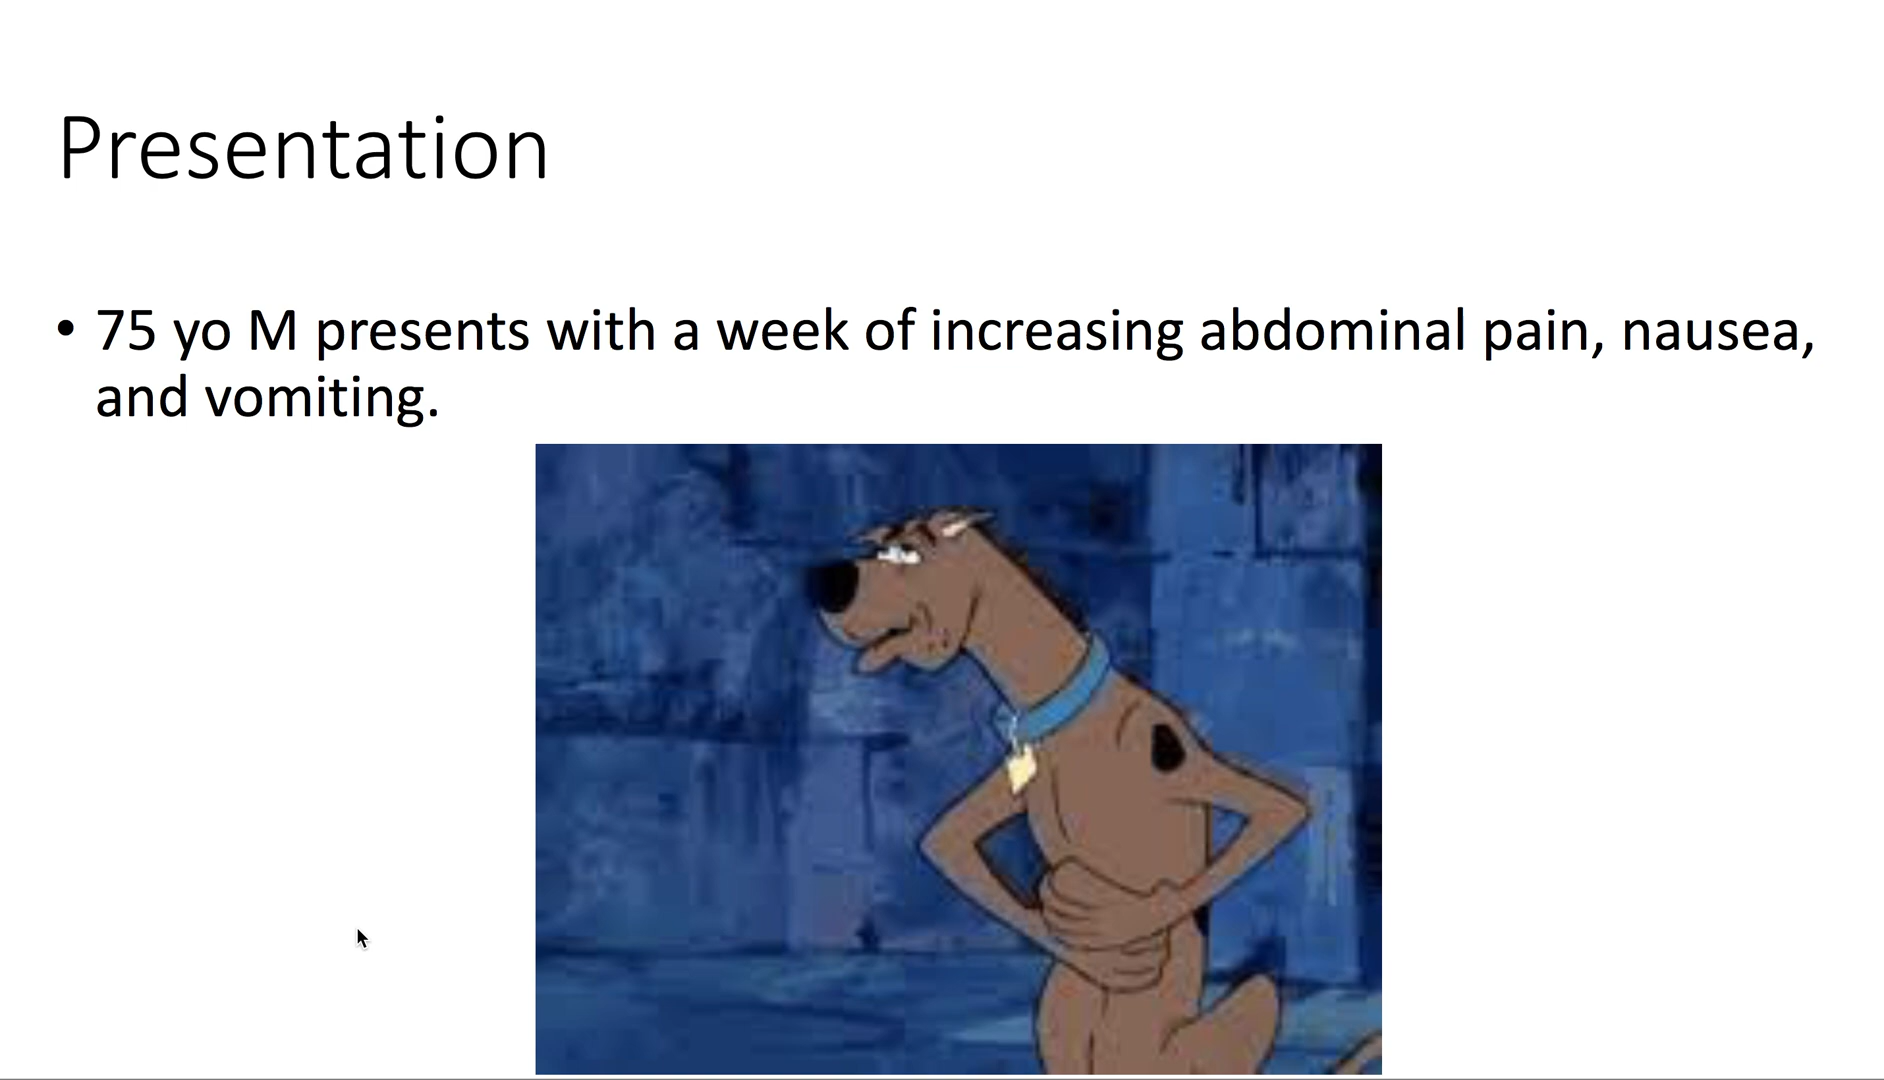 Presentation
• 75 yo M presents with a week of increasing abdominal pain, nausea,
and vomiting.